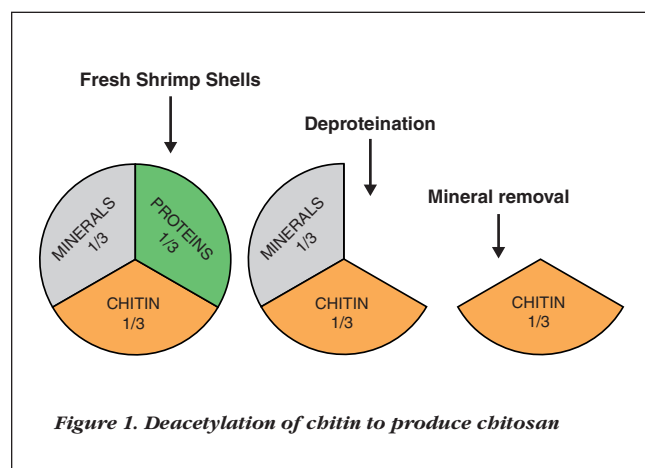 Fresh Shrimp Shells
Deproteination
Mineral removal
MINERALS
1/3
PROTEINS
1/3
CHITIN
1/3
MINERALS
1/3
CHITIN
1/3
CHITIN
1/3
Figure 1. Deacetylation of chitin to produce chitosan